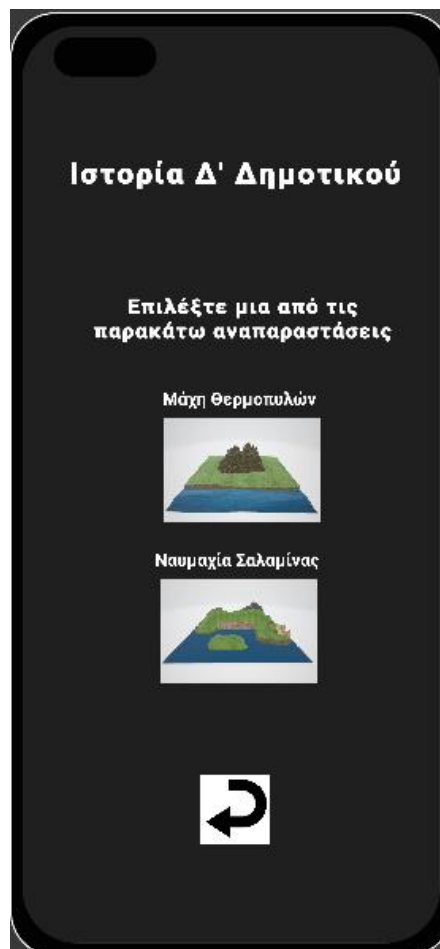 Ιστορία Δ' Δημοτικού
Επιλέξτε μια από τις
παρακάτω αναπαραστάσεις
Μάχη Θερμοπυλών
Ναυμαχία Σαλαμίνας